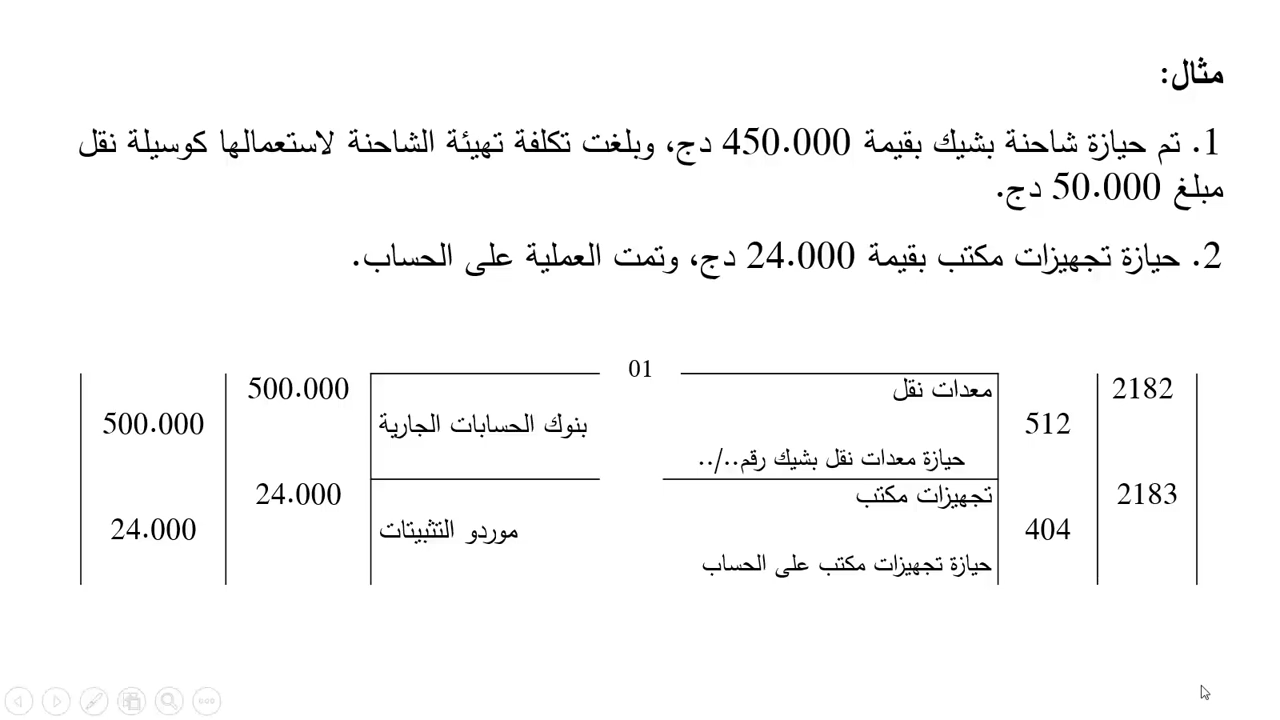 مثال:
1. تم حيازة شاحنة بشيك بقيمة 450.000 دج، وبلغت تكلفة تهيئة الشاحنة لاستعمالها كوسيلة نقل
مبلغ 50.000 دج.
2. حيازة تجهيزات مكتب بقيمة 24.000 دج، وتمت العملية على الحساب.
01
2182 معدات نقل 500.000
512 بنوك الحسابات الجارية 500.000
حيازة معدات نقل بشيك رقم../..
2183 تجهيزات مكتب 24.000
404 موردو التثبيتات 24.000
حيازة تجهيزات مكتب على الحساب